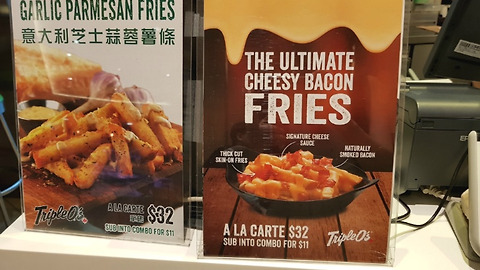 GARLIC PARMESAN FRIES
意大利芝士蒜蓉薯條
Triple O's
A LA CARTE $32
SUB INTO COMBO FOR $11
THE ULTIMATE
CHEESY BACON
FRIES
SIGNATURE CHEESE
SAUCE
THICK CUT
SKIN-ON FRIES
NATURALLY
SMOKED BACON
A LA CARTE $32
SUB INTO COMBO FOR $11
Triple O's